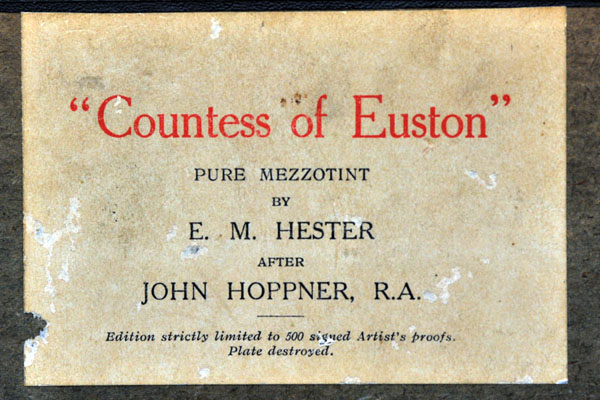 "Countess of Euston"
PURE MEZZOTINT
BY
E. M. HESTER
AFTER
JOHN HOPPNER, R.A.
Edition strictly limited to 500 signed Artist's proofs.
Plate destroyed.